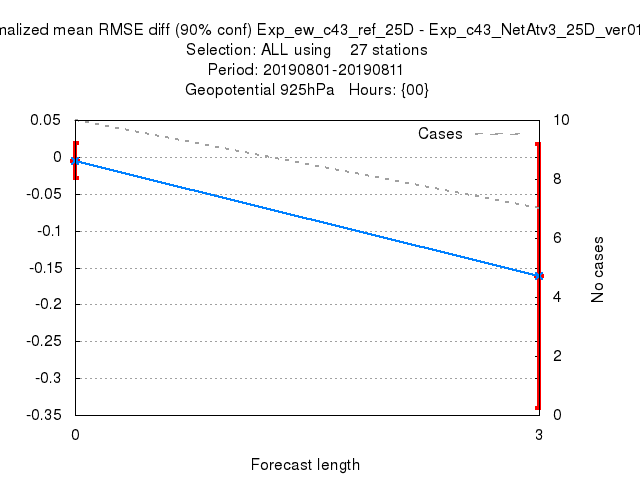 malized mean RMSE diff (90% conf) Exp_ew_c43_ref_25D - Exp_c43_NetAtv3_25D_ver01
Selection: ALL using 27 stations
Period: 20190801-20190811
Geopotential 925hPa Hours: {00}
0.05
0
-0.05
-0.1
-0.15
-0.2
-0.25
-0.3
-0.35
Cases
10
8
6
4
2
0
No cases
0
3
Forecast length